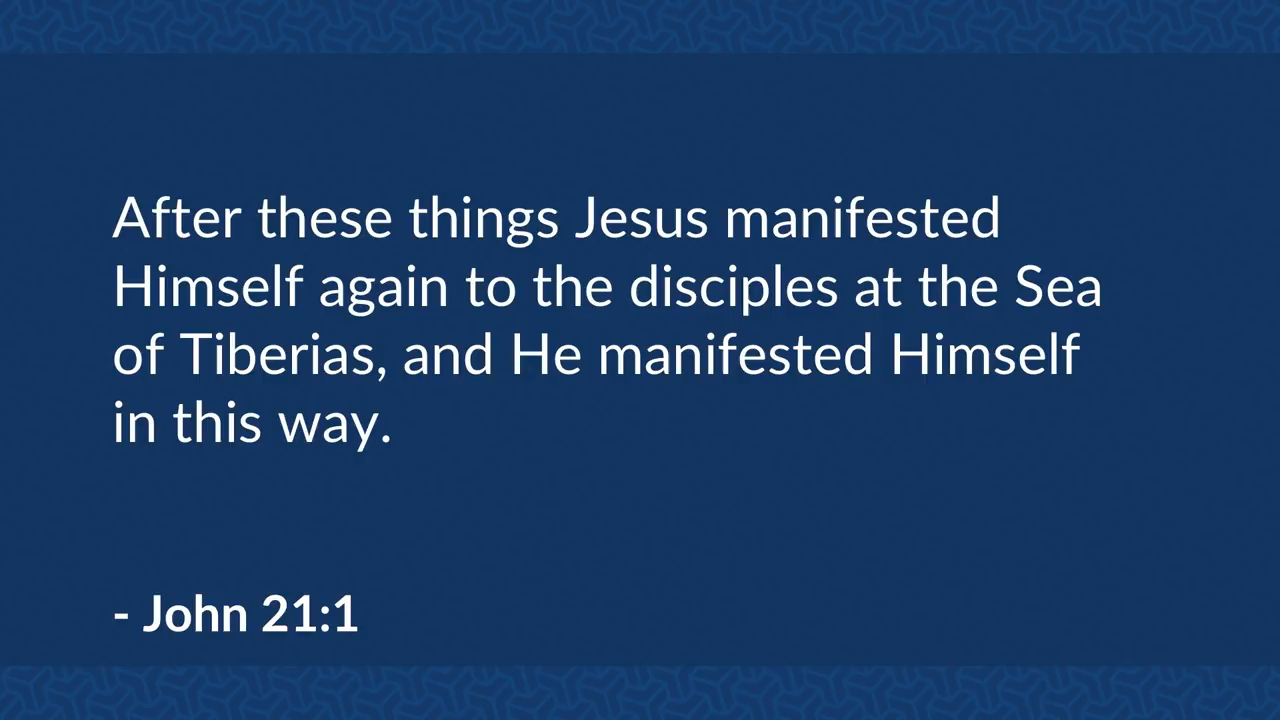 After these things Jesus manifested
Himself again to the disciples at the Sea
of Tiberias, and He manifested Himself
in this way.
- John 21:1